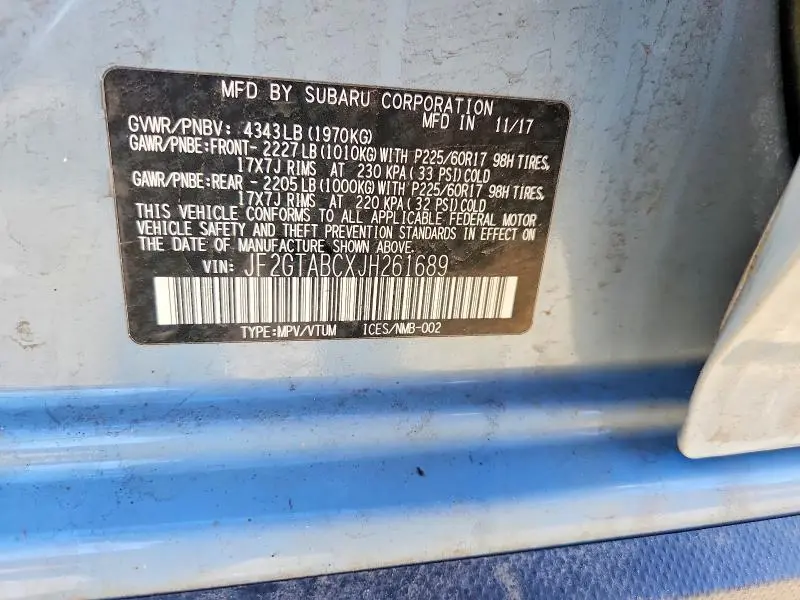 MFD BY SUBARU CORPORATION
MFD IN 11/17
GVWR/PNBV: 4343LB (1970KG)
GAWR/PNBE:FRONT- 2227LB (1010KG) WITH P225/60R17 98H TIRES,
17X7J RIMS AT 230 KPA ( 33 PSI) COLD
GAWR/PNBE:REAR - 2205LB (1000KG) WITH P225/60R17 98H TIRES,
17X7J RIMS AT 220 KPA ( 32 PSI) COLD
THIS VEHICLE CONFORMS TO ALL APPLICABLE FEDERAL MOTOR
VEHICLE SAFETY AND THEFT PREVENTION STANDARDS IN EFFECT ON
THE DATE OF MANUFACTURE SHOWN ABOVE.
VIN: JF2GTABCXJH261689
TYPE:MPV/VTUM ICES/NMB-002